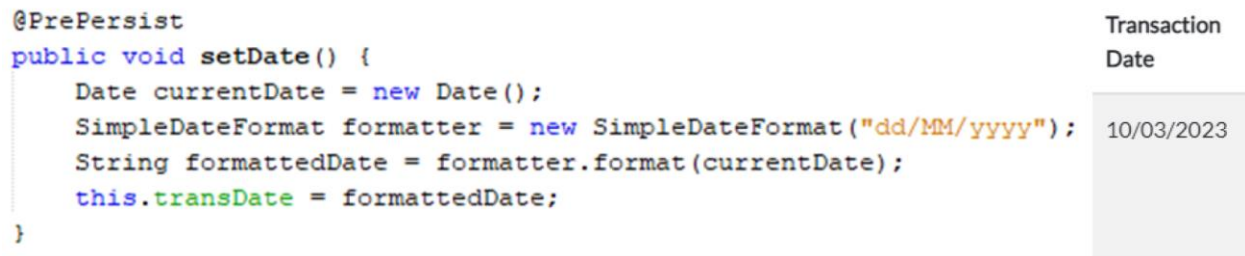 @PrePersist
public void setDate() {
    Date currentDate = new Date();
    SimpleDateFormat formatter = new SimpleDateFormat("dd/MM/yyyy");
    String formattedDate = formatter.format(currentDate);
    this.transDate = formattedDate;
}
Transaction
Date
10/03/2023